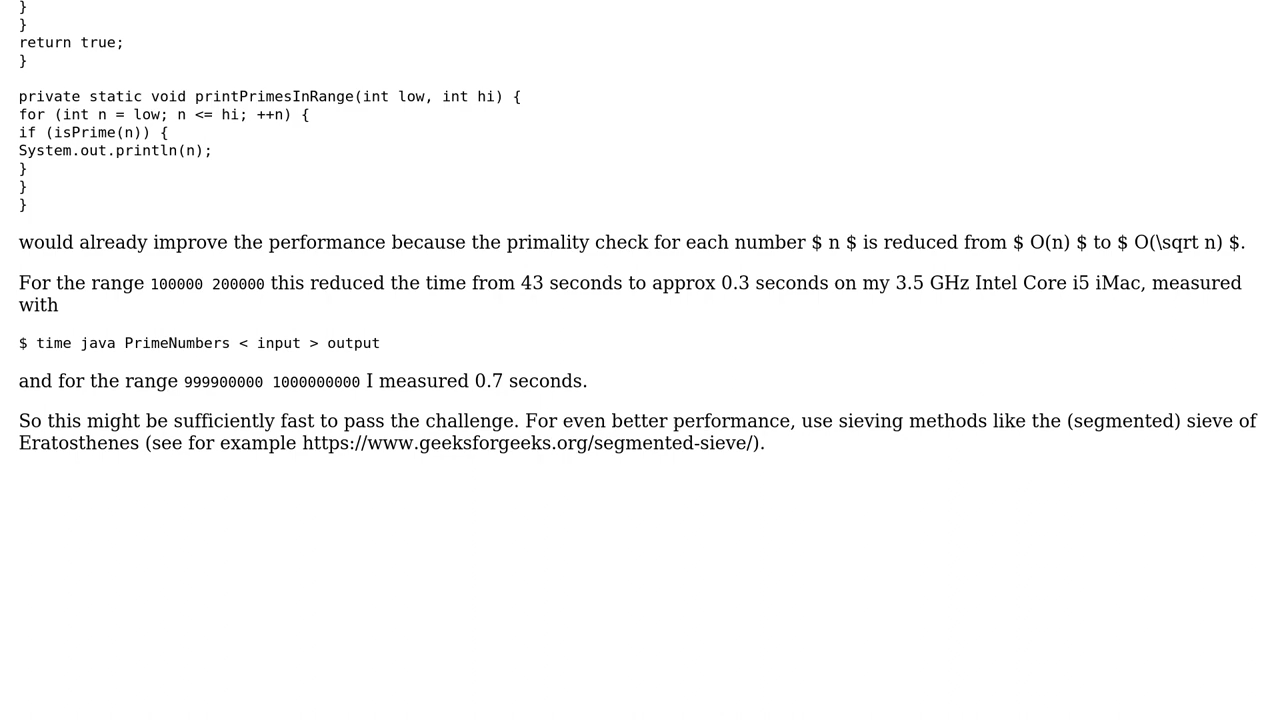 }
}
return true;
}
private static void printPrimesInRange(int low, int hi) {
for (int n = low; n <= hi; ++n) {
if (isPrime(n)) {
System.out.println(n);
}
}
}
would already improve the performance because the primality check for each number $ n $ is reduced from $ O(n) $ to $ O(\sqrt n) $.
For the range 100000 200000 this reduced the time from 43 seconds to approx 0.3 seconds on my 3.5 GHz Intel Core i5 iMac, measured
with
$ time java PrimeNumbers < input > output
and for the range 999900000 1000000000 I measured 0.7 seconds.
So this might be sufficiently fast to pass the challenge. For even better performance, use sieving methods like the (segmented) sieve of
Eratosthenes (see for example https://www.geeksforgeeks.org/segmented-sieve/).